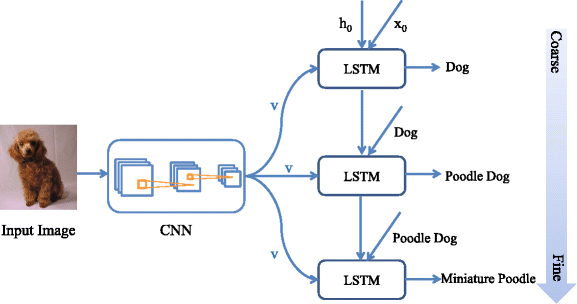 h0
x0
Coarse
LSTM
Dog
v
Dog
v
LSTM
Poodle Dog
Input Image
CNN
Poodle Dog
v
Fine
LSTM
Miniature Poodle